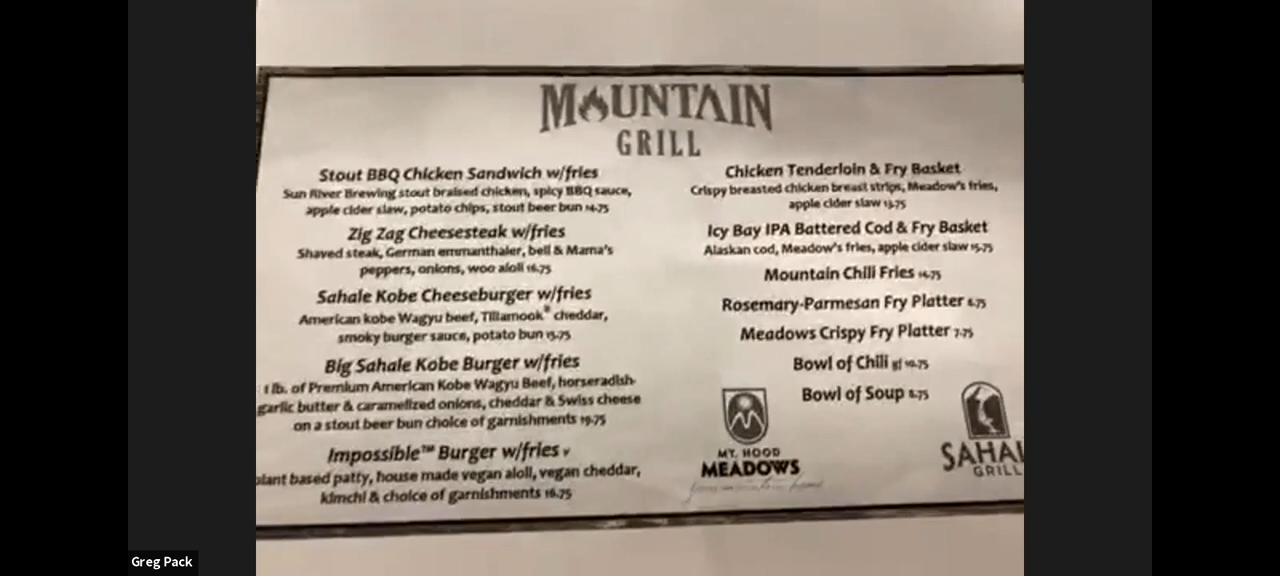 MOUNTAIN
GRILL
Stout BBQ Chicken Sandwich w/fries
Sun River Brewing stout braised chicken, spicy BBQ sauce,
apple cider slaw, potato chips, stout beer bun 14.75
Zig Zag Cheesesteak w/fries
Shaved steak, German emmanthaler, bell & Mama's
peppers, onions, woo aioli 16.75
Sahale Kobe Cheeseburger w/fries
American kobe Wagyu beef, Tillamook® cheddar,
smoky burger sauce, potato bun 15.75
Big Sahale Kobe Burger w/fries
1 lb. of Premium American Kobe Wagyu Beef, horseradish-
garlic butter & caramelized onions, cheddar & Swiss cheese
on a stout beer bun choice of garnishments 19.75
Impossible™ Burger w/fries v
plant based patty, house made vegan aioli, vegan cheddar,
kimchi & choice of garnishments 16.75
Chicken Tenderloin & Fry Basket
Crispy breasted chicken breast strips, Meadow's fries,
apple cider slaw 13.75
Icy Bay IPA Battered Cod & Fry Basket
Alaskan cod, Meadow's fries, apple cider slaw 15.75
Mountain Chili Fries 14.75
Rosemary-Parmesan Fry Platter 8.75
Meadows Crispy Fry Platter 7.75
Bowl of Chili gf 10.75
Bowl of Soup 8.75
MT. HOOD
MEADOWS
SAHAL
GRILL
Greg Pack